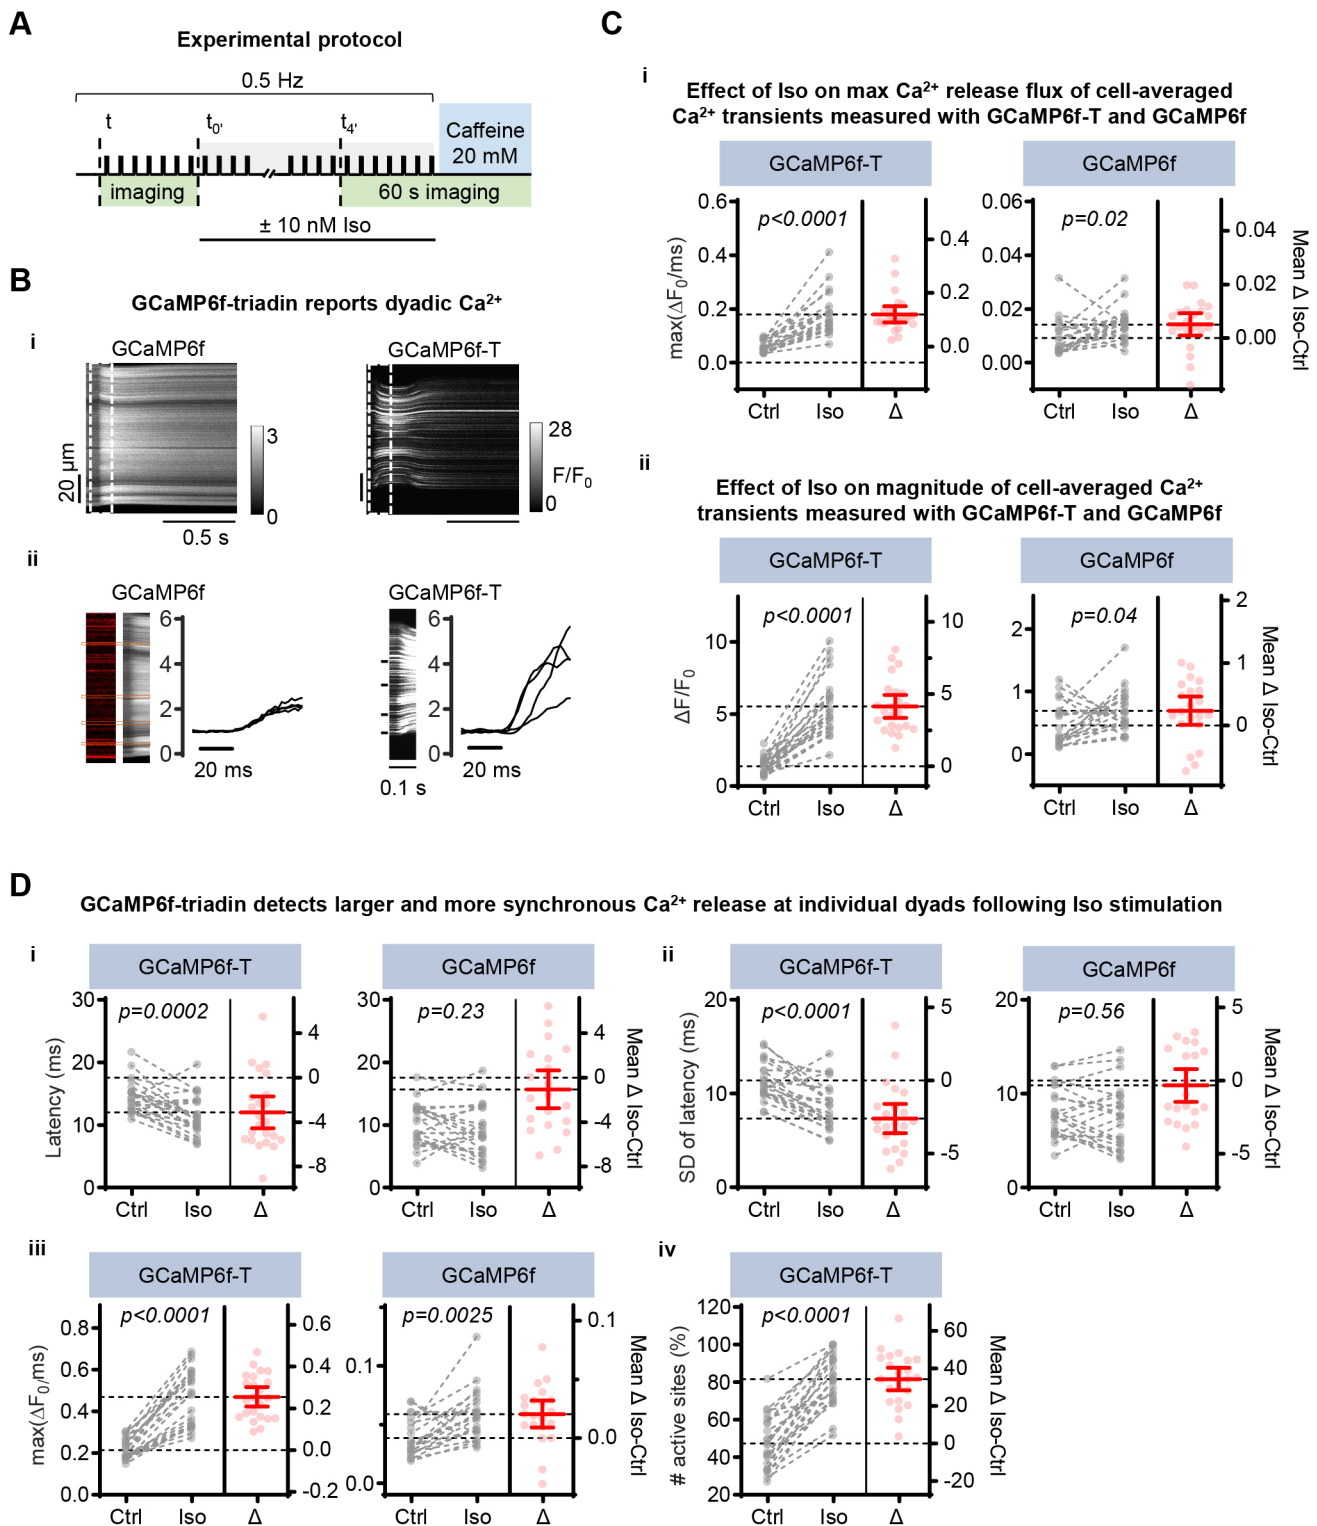 A
Experimental protocol
0.5 Hz
t
t0'
t4'
Caffeine
20 mM
imaging
60 s imaging
± 10 nM Iso
B
GCaMP6f-triadin reports dyadic Ca2+
i
GCaMP6f
GCaMP6f-T
20 µm
3
0
28
F/F0
0
0.5 s
ii
GCaMP6f
GCaMP6f-T
6
4
2
0
20 ms
6
4
2
0
20 ms
0.1 s
C
i
Effect of Iso on max Ca2+ release flux of cell-averaged
Ca2+ transients measured with GCaMP6f-T and GCaMP6f
GCaMP6f-T
GCaMP6f
max(ΔF0/ms)
0.6
0.4
0.2
0.0
p<0.0001
0.4
0.2
0.0
Ctrl Iso Δ
0.06
0.04
0.02
0.00
p=0.02
0.04
0.02
0.00
Mean Δ Iso-Ctrl
Ctrl Iso Δ
ii
Effect of Iso on magnitude of cell-averaged Ca2+
transients measured with GCaMP6f-T and GCaMP6f
GCaMP6f-T
GCaMP6f
ΔF/F0
10
5
0
p<0.0001
10
5
0
Ctrl Iso Δ
2
1
0
p=0.04
2
1
0
Mean Δ Iso-Ctrl
Ctrl Iso Δ
D
GCaMP6f-triadin detects larger and more synchronous Ca2+ release at individual dyads following Iso stimulation
i
GCaMP6f-T
GCaMP6f
Latency (ms)
30
20
10
0
p=0.0002
4
0
-4
-8
Ctrl Iso Δ
30
20
10
0
p=0.23
4
0
-4
-8
Mean Δ Iso-Ctrl
Ctrl Iso Δ
ii
GCaMP6f-T
GCaMP6f
SD of latency (ms)
20
10
0
p<0.0001
5
0
-5
Ctrl Iso Δ
20
10
0
p=0.56
5
0
-5
Mean Δ Iso-Ctrl
Ctrl Iso Δ
iii
GCaMP6f-T
GCaMP6f
max(ΔF0/ms)
0.8
0.6
0.4
0.2
0.0
p<0.0001
0.6
0.4
0.2
0.0
-0.2
Ctrl Iso Δ
0.1
0.0
p=0.0025
0.1
0.0
Mean Δ Iso-Ctrl
Ctrl Iso Δ
iv
GCaMP6f-T
# active sites (%)
120
100
80
60
40
20
p<0.0001
60
40
20
0
-20
Mean Δ Iso-Ctrl
Ctrl Iso Δ